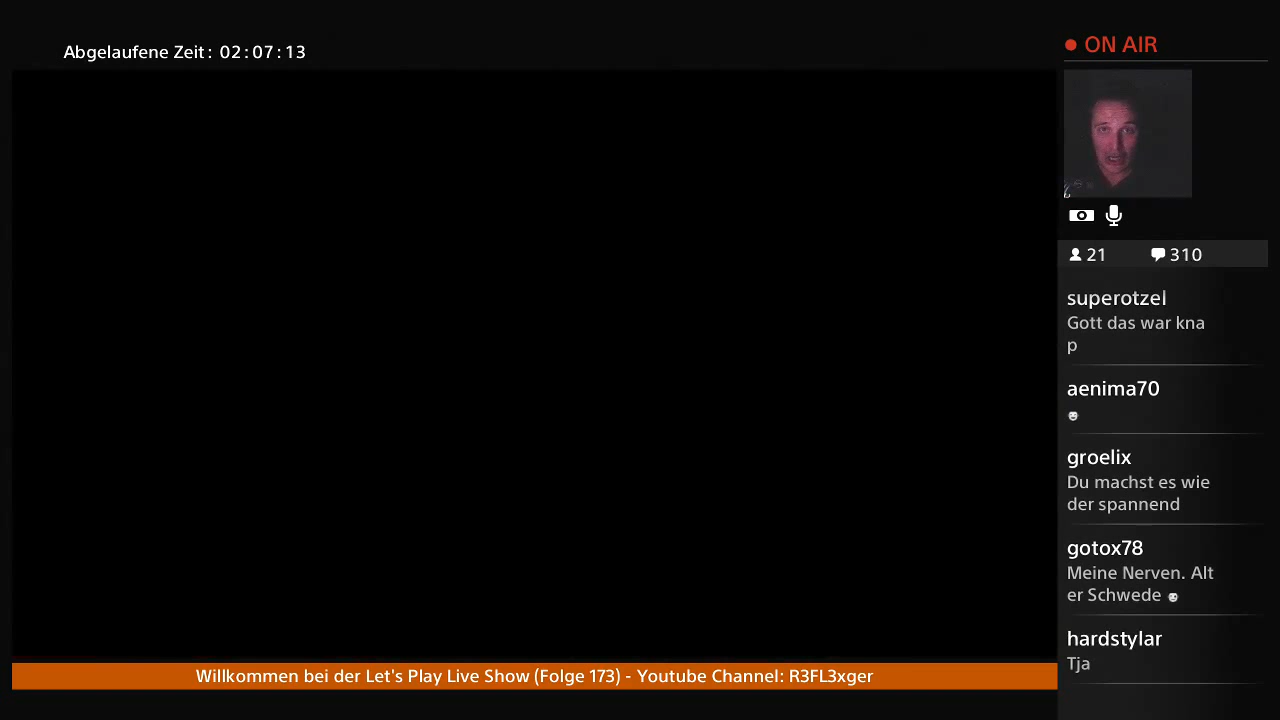 Abgelaufene Zeit: 02:07:13
ON AIR
21 310
superotzel
Gott das war kna
p
aenima70
groelix
Du machst es wie
der spannend
gotox78
Meine Nerven. Alt
er Schwede
hardstylar
Tja
Willkommen bei der Let's Play Live Show (Folge 173) - Youtube Channel: R3FL3xger